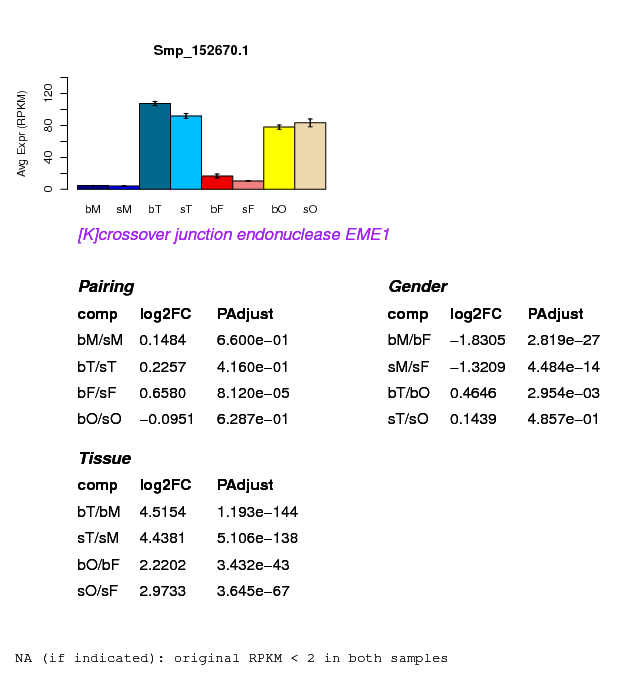 Smp_152670.1
Avg Expr (RPKM)
0 40 80 120
bM sM bT sT bF sF bO sO
[K]crossover junction endonuclease EME1
Pairing
comp log2FC PAdjust
bM/sM 0.1484 6.600e−01
bT/sT 0.2257 4.160e−01
bF/sF 0.6580 8.120e−05
bO/sO −0.0951 6.287e−01
Gender
comp log2FC PAdjust
bM/bF −1.8305 2.819e−27
sM/sF −1.3209 4.484e−14
bT/bO 0.4646 2.954e−03
sT/sO 0.1439 4.857e−01
Tissue
comp log2FC PAdjust
bT/bM 4.5154 1.193e−144
sT/sM 4.4381 5.106e−138
bO/bF 2.2202 3.432e−43
sO/sF 2.9733 3.645e−67
NA (if indicated): original RPKM < 2 in both samples